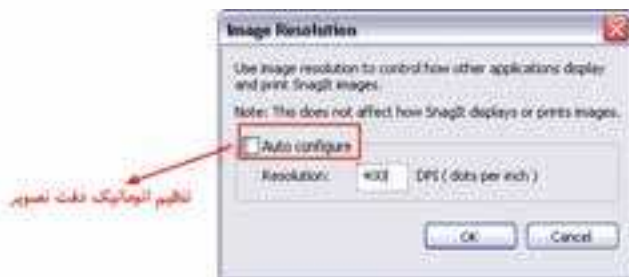 Image Resolution
Use image resolution to control how other applications display
and print SnagIt images.
Note: This does not affect how SnagIt displays or prints images.
Auto configure
Resolution: 400 DPI ( dots per inch )
تنظیم اتوماتیک دقت تصویر
OK Cancel